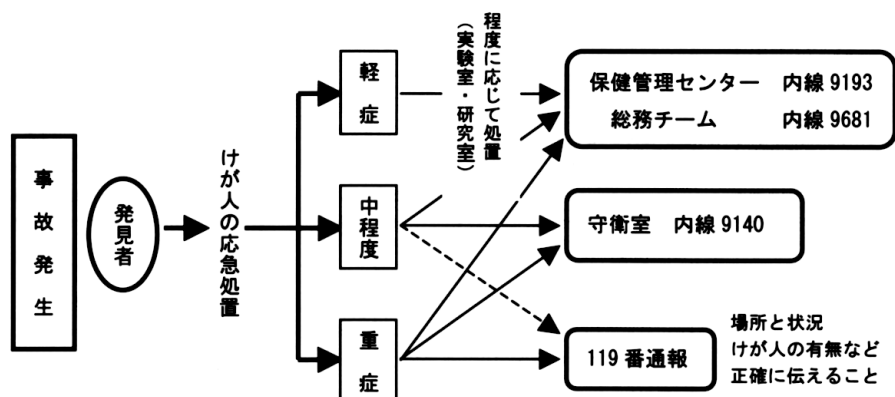 事故発生
発見者
けが人の応急処置
軽症
中程度
重症
程度に応じて処置
(実験室・研究室)
保健管理センター 内線 9193
総務チーム 内線 9681
守衛室 内線 9140
119 番通報
場所と状況
けが人の有無など
正確に伝えること